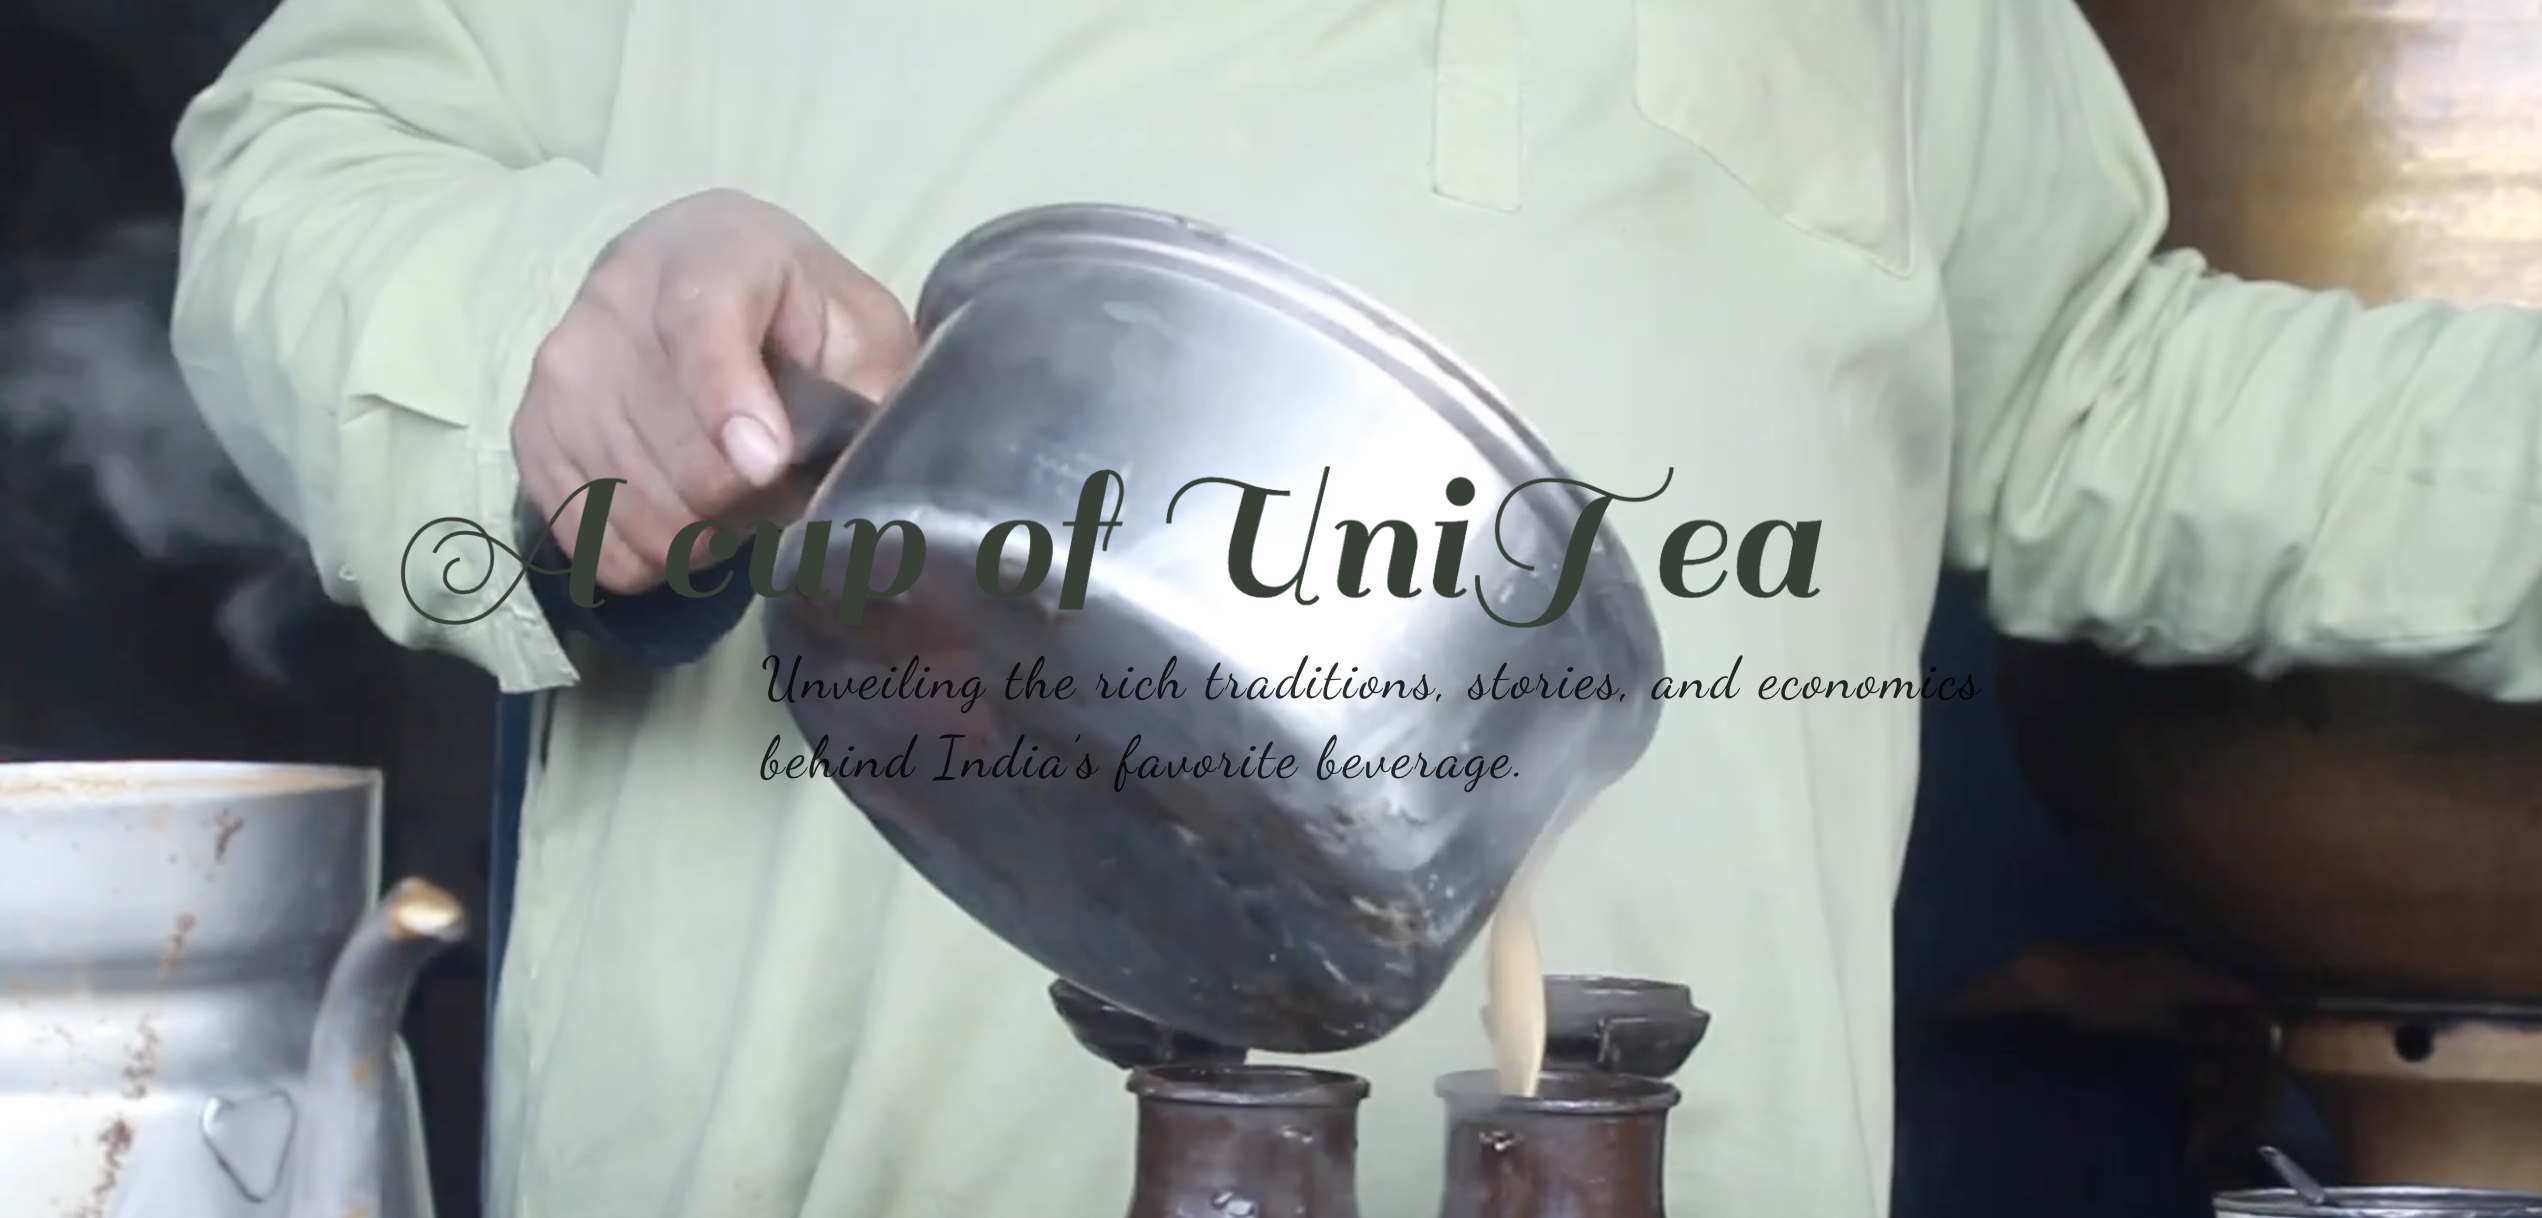 A cup of UniTea
Unveiling the rich traditions, stories, and economics
behind India's favorite beverage.